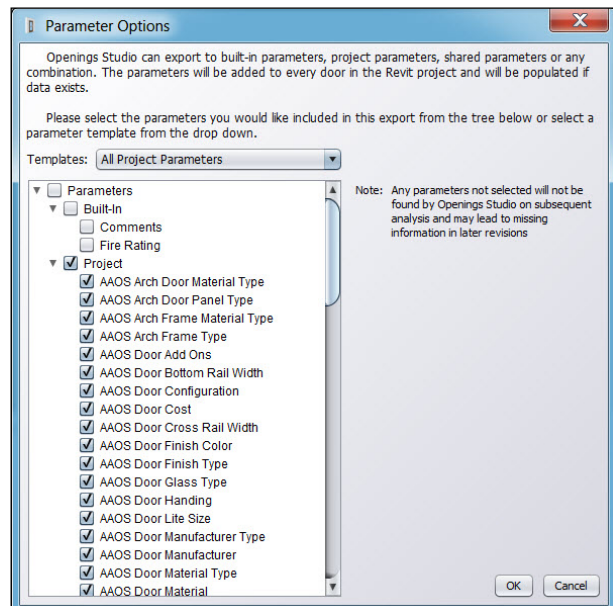 Parameter Options
Openings Studio can export to built-in parameters, project parameters, shared parameters or any
combination. The parameters will be added to every door in the Revit project and will be populated if
data exists.
Please select the parameters you would like included in this export from the tree below or select a
parameter template from the drop down.
Templates: All Project Parameters
Parameters
Built-In
Comments
Fire Rating
Project
AAOS Arch Door Material Type
AAOS Arch Door Panel Type
AAOS Arch Frame Material Type
AAOS Arch Frame Type
AAOS Door Add Ons
AAOS Door Bottom Rail Width
AAOS Door Configuration
AAOS Door Cost
AAOS Door Cross Rail Width
AAOS Door Finish Color
AAOS Door Finish Type
AAOS Door Glass Type
AAOS Door Handing
AAOS Door Lite Size
AAOS Door Manufacturer Type
AAOS Door Manufacturer
AAOS Door Material Type
AAOS Door Material
Note: Any parameters not selected will not be
found by Openings Studio on subsequent
analysis and may lead to missing
information in later revisions
OK Cancel